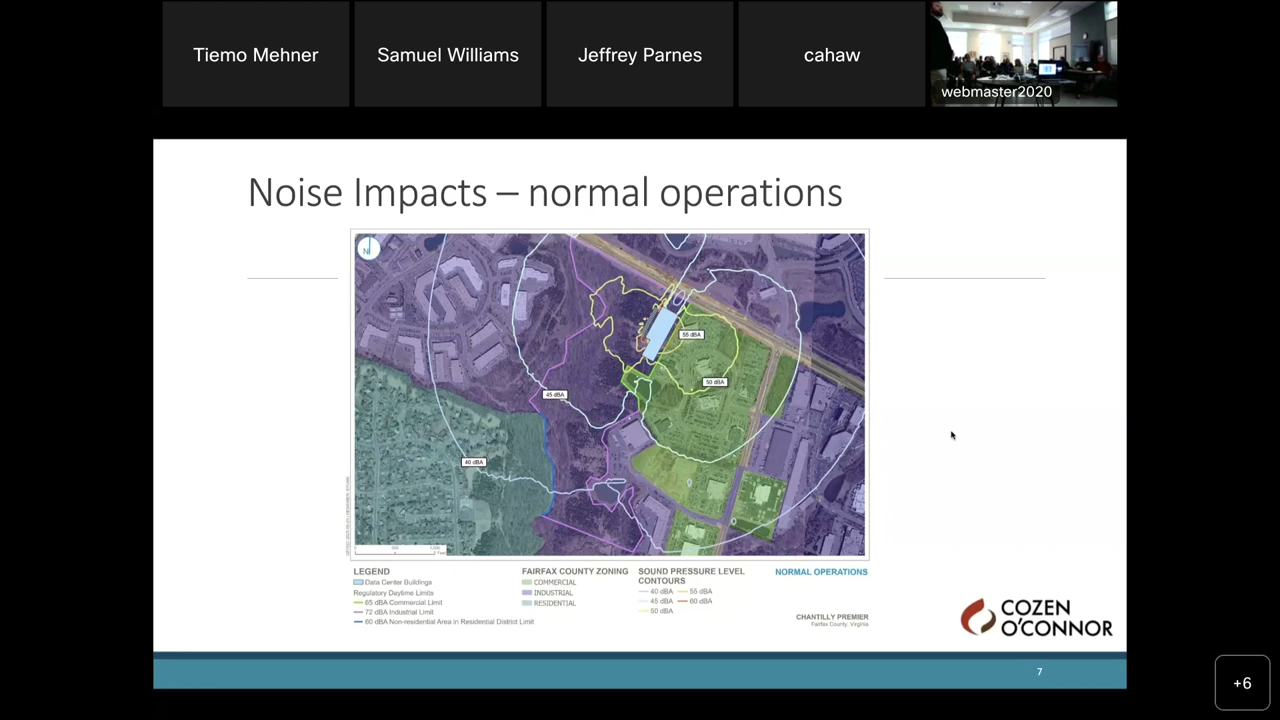 Tiemo Mehner
Samuel Williams
Jeffrey Parnes
cahaw
webmaster2020
Noise Impacts – normal operations
N
55 dBA
50 dBA
45 dBA
40 dBA
LEGEND
Data Center Buildings
Regulatory Daytime Limits
65 dBA Commercial Limit
72 dBA Industrial Limit
60 dBA Non-residential Area in Residential District Limit
FAIRFAX COUNTY ZONING
COMMERCIAL
INDUSTRIAL
RESIDENTIAL
SOUND PRESSURE LEVEL
CONTOURS
40 dBA
45 dBA
50 dBA
55 dBA
60 dBA
NORMAL OPERATIONS
CHANTILLY PREMIER
Fairfax County, Virginia
COZEN
O'CONNOR
7
+6